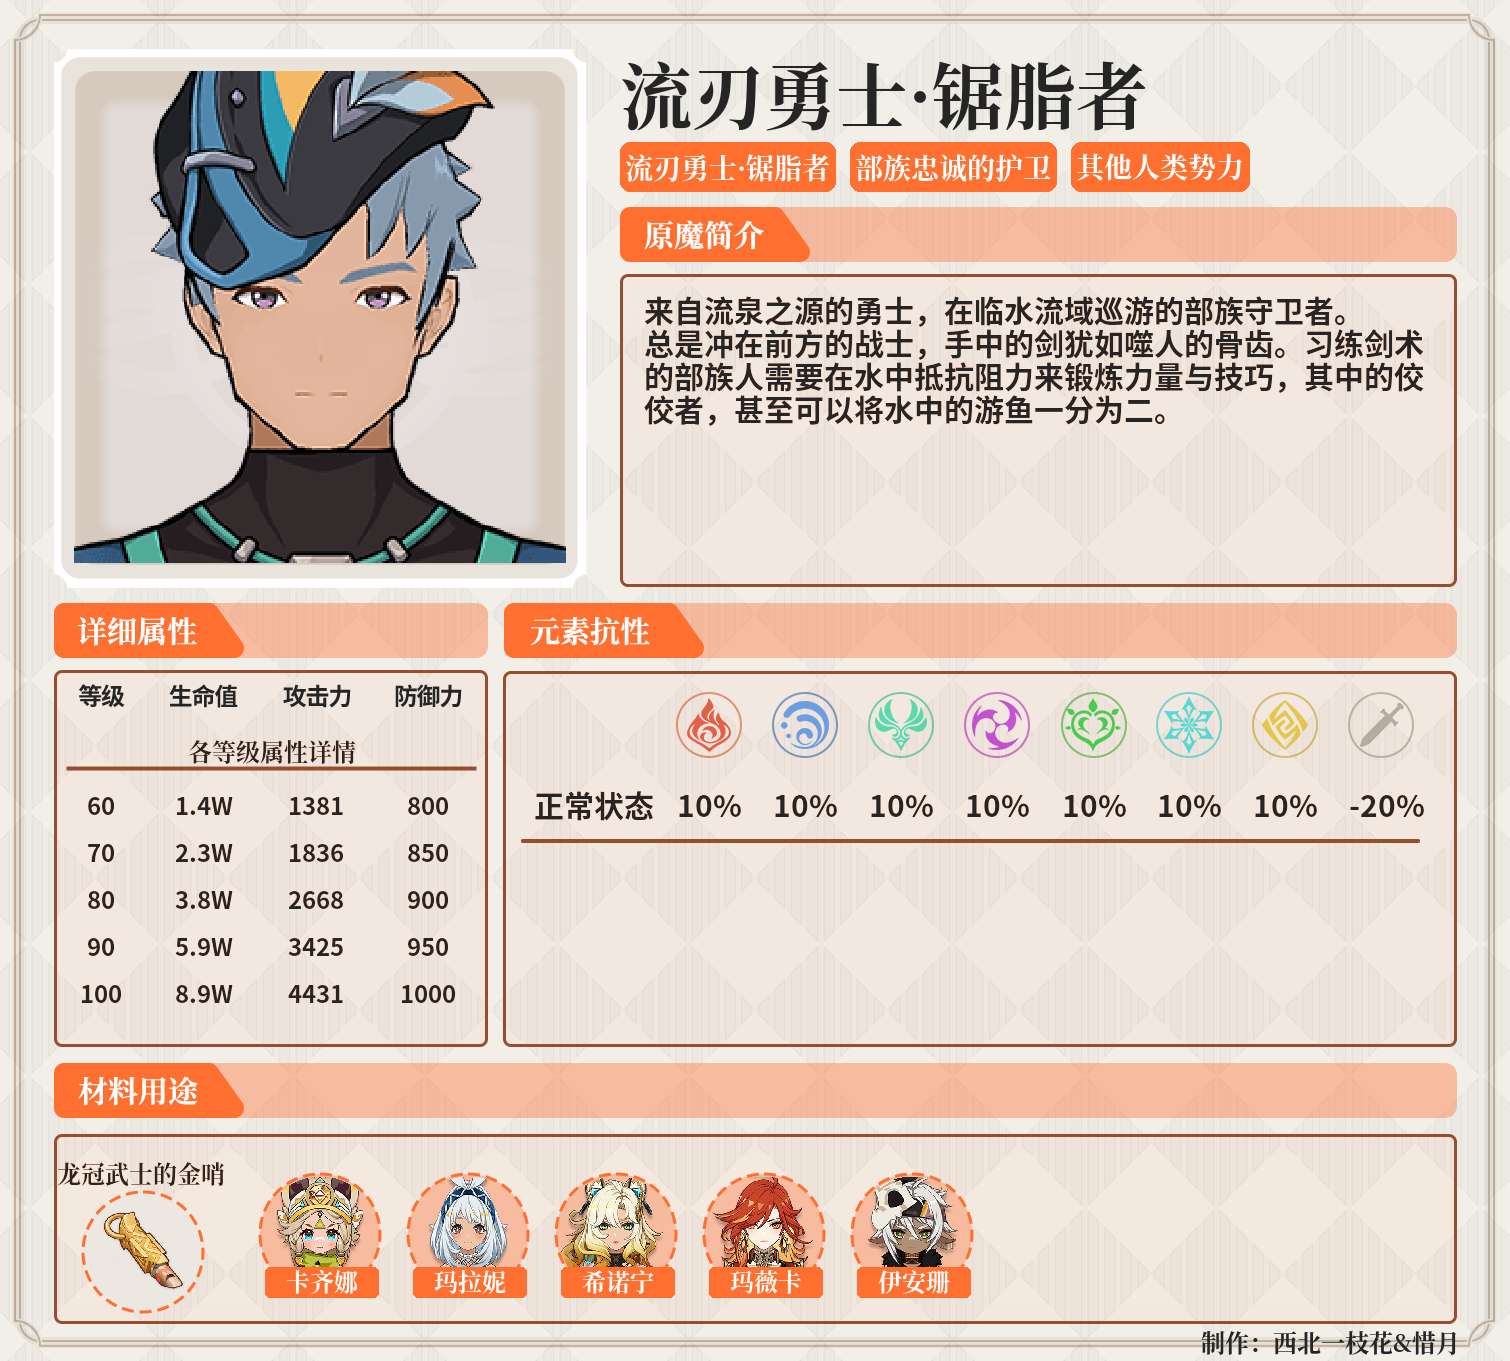 流刃勇士·锯脂者
流刃勇士·锯脂者 部族忠诚的护卫 其他人类势力
原魔简介
来自流泉之源的勇士，在临水流域巡游的部族守卫者。
总是冲在前方的战士，手中的剑犹如噬人的骨齿。习练剑术
的部族人需要在水中抵抗阻力来锻炼力量与技巧，其中的佼
佼者，甚至可以将水中的游鱼一分为二。
详细属性
等级 生命值 攻击力 防御力
各等级属性详情
60 1.4W 1381 800
70 2.3W 1836 850
80 3.8W 2668 900
90 5.9W 3425 950
100 8.9W 4431 1000
元素抗性
正常状态 10% 10% 10% 10% 10% 10% 10% -20%
材料用途
龙冠武士的金哨
卡齐娜 玛拉妮 希诺宁 玛薇卡 伊安珊
制作：西北一枝花&惜月